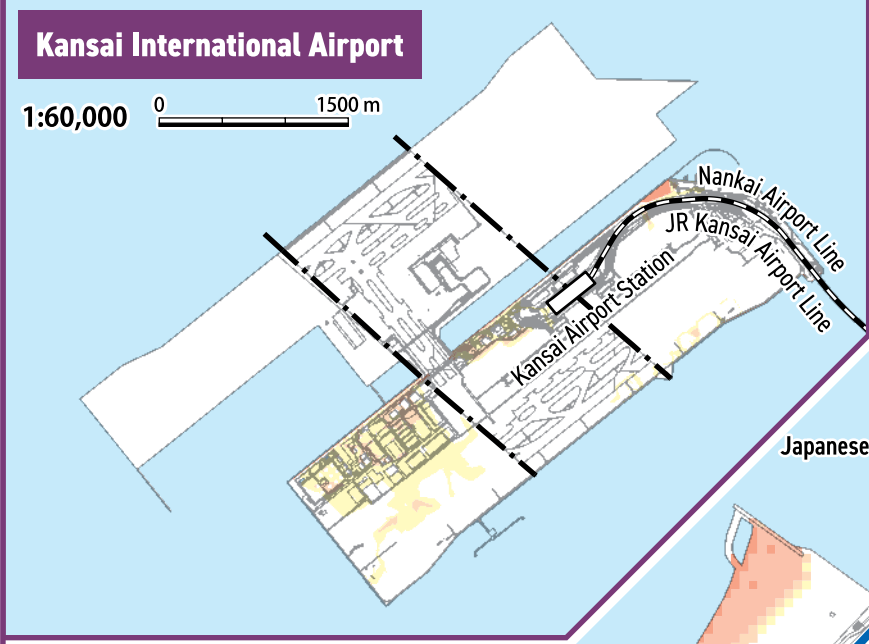 Kansai International Airport
1:60,000
0 1500 m
Nankai Airport Line
JR Kansai Airport Line
Kansai Airport Station
Japanese